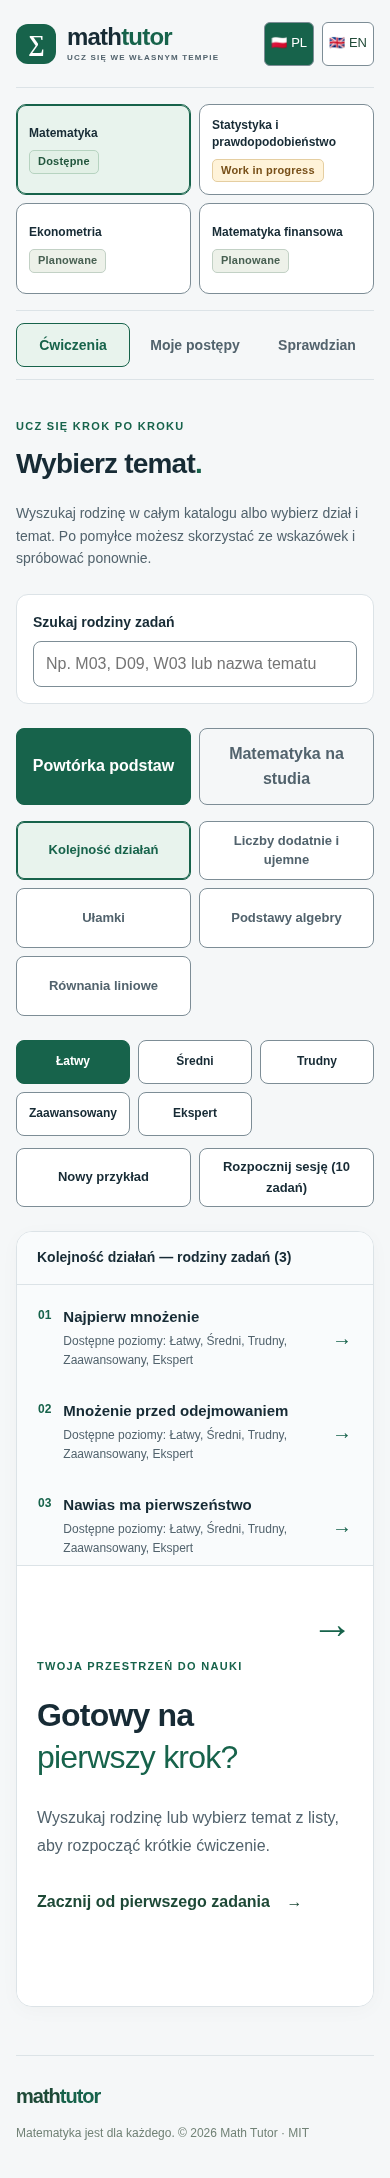 ∑ mathtutor
UCZ SIĘ WE WŁASNYM TEMPIE
🇵🇱 PL
🇬🇧 EN
Matematyka
Dostępne
Statystyka i
prawdopodobieństwo
Work in progress
Ekonometria
Planowane
Matematyka finansowa
Planowane
Ćwiczenia
Moje postępy
Sprawdzian
UCZ SIĘ KROK PO KROKU
Wybierz temat.
Wyszukaj rodzinę w całym katalogu albo wybierz dział i
temat. Po pomyłce możesz skorzystać ze wskazówek i
spróbować ponownie.
Szukaj rodziny zadań
Np. M03, D09, W03 lub nazwa tematu
Powtórka podstaw
Matematyka na
studia
Kolejność działań
Liczby dodatnie i
ujemne
Ułamki
Podstawy algebry
Równania liniowe
Łatwy
Średni
Trudny
Zaawansowany
Ekspert
Nowy przykład
Rozpocznij sesję (10
zadań)
Kolejność działań — rodziny zadań (3)
01 Najpierw mnożenie
Dostępne poziomy: Łatwy, Średni, Trudny,
Zaawansowany, Ekspert
→
02 Mnożenie przed odejmowaniem
Dostępne poziomy: Łatwy, Średni, Trudny,
Zaawansowany, Ekspert
→
03 Nawias ma pierwszeństwo
Dostępne poziomy: Łatwy, Średni, Trudny,
Zaawansowany, Ekspert
→
→
TWOJA PRZESTRZEŃ DO NAUKI
Gotowy na
pierwszy krok?
Wyszukaj rodzinę lub wybierz temat z listy,
aby rozpocząć krótkie ćwiczenie.
Zacznij od pierwszego zadania →
mathtutor
Matematyka jest dla każdego. © 2026 Math Tutor · MIT